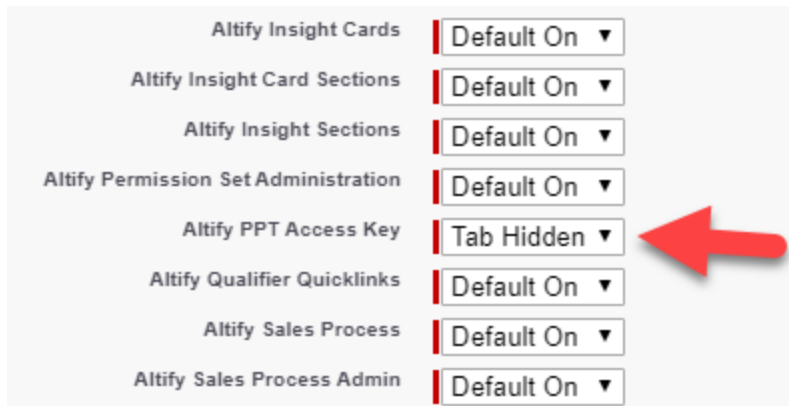 Altify Insight Cards Default On
Altify Insight Card Sections Default On
Altify Insight Sections Default On
Altify Permission Set Administration Default On
Altify PPT Access Key Tab Hidden
Altify Qualifier Quicklinks Default On
Altify Sales Process Default On
Altify Sales Process Admin Default On